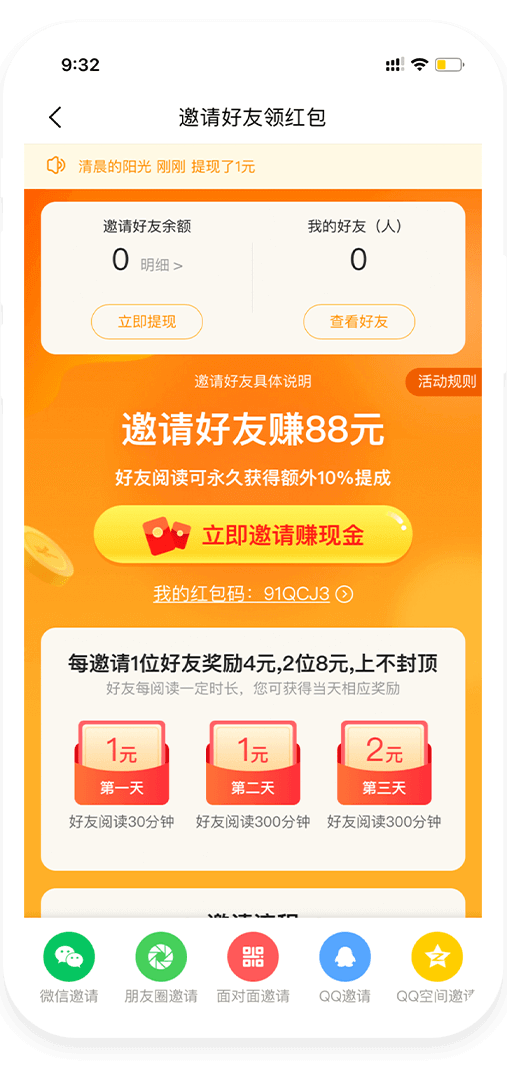 9:32
邀请好友领红包
清晨的阳光 刚刚 提现了1元
邀请好友余额
我的好友（人）
0 明细 >
0
立即提现
查看好友
邀请好友具体说明
活动规则
邀请好友赚88元
好友阅读可永久获得额外10%提成
立即邀请赚现金
我的红包码：91QCJ3
每邀请1位好友奖励4元,2位8元,上不封顶
好友每阅读一定时长，您可获得当天相应奖励
1元
1元
2元
第一天
第二天
第三天
好友阅读30分钟
好友阅读300分钟
好友阅读300分钟
微信邀请
朋友圈邀请
面对面邀请
QQ邀请
QQ空间邀